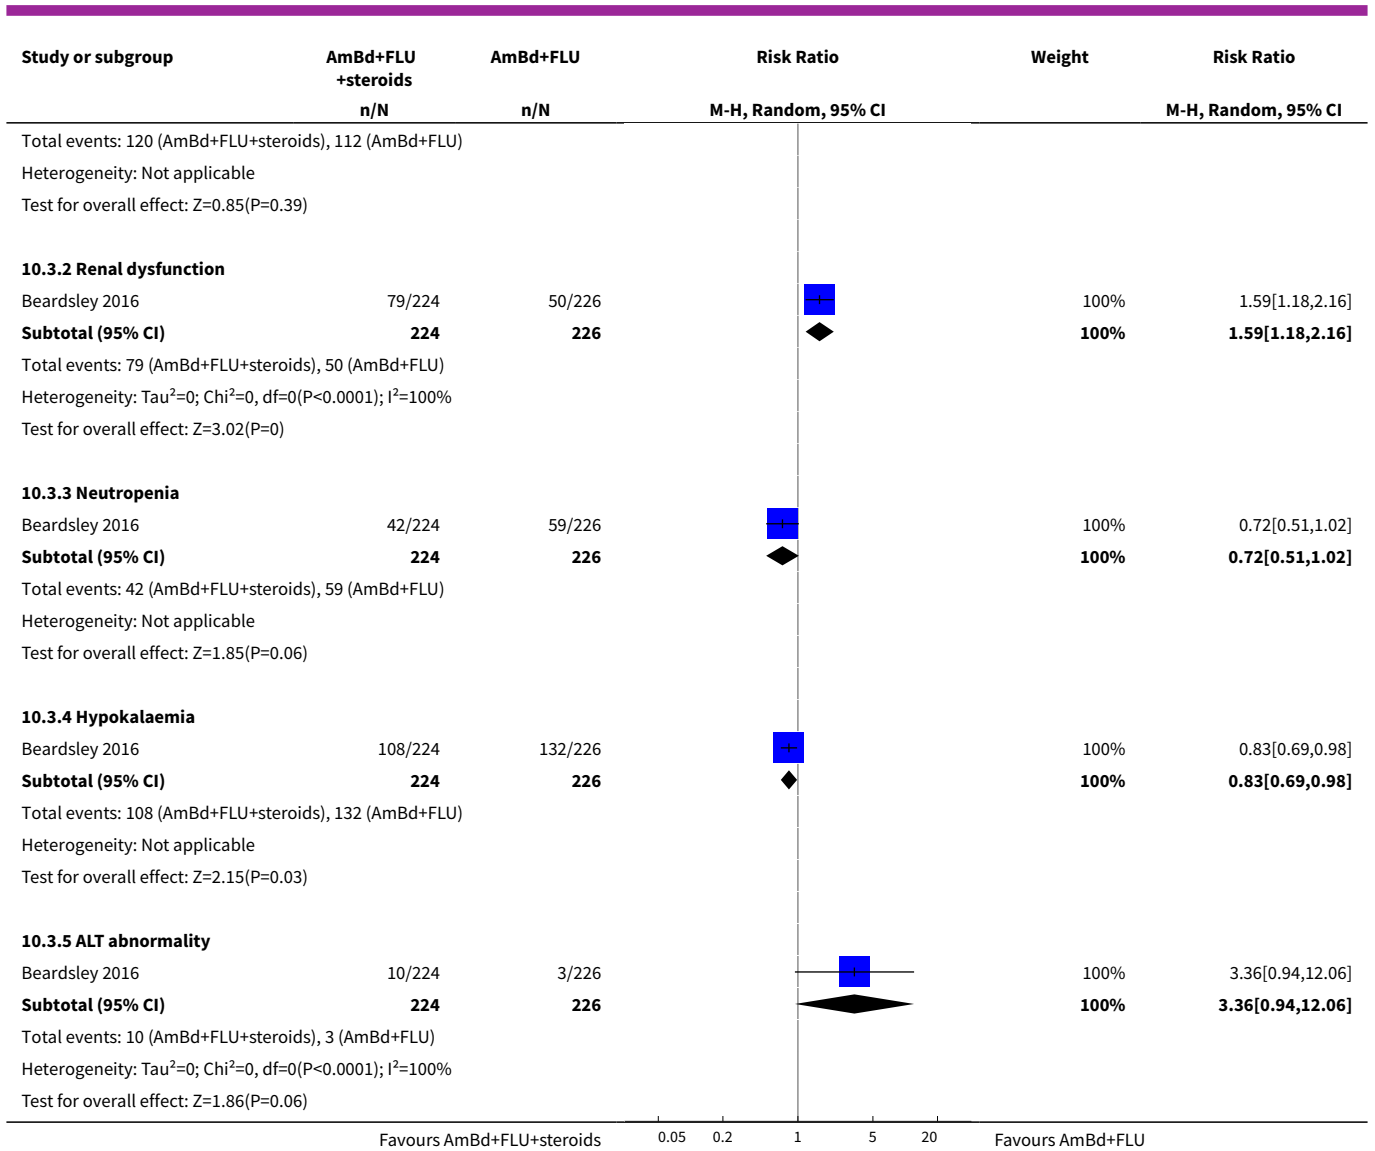 Study or subgroup AmBd+FLU +steroids AmBd+FLU Risk Ratio Weight Risk Ratio
n/N n/N M-H, Random, 95% CI M-H, Random, 95% CI
Total events: 120 (AmBd+FLU+steroids), 112 (AmBd+FLU)
Heterogeneity: Not applicable
Test for overall effect: Z=0.85(P=0.39)
10.3.2 Renal dysfunction
Beardsley 2016 79/224 50/226 100% 1.59[1.18,2.16]
Subtotal (95% CI) 224 226 100% 1.59[1.18,2.16]
Total events: 79 (AmBd+FLU+steroids), 50 (AmBd+FLU)
Heterogeneity: Tau²=0; Chi²=0, df=0(P<0.0001); I²=100%
Test for overall effect: Z=3.02(P=0)
10.3.3 Neutropenia
Beardsley 2016 42/224 59/226 100% 0.72[0.51,1.02]
Subtotal (95% CI) 224 226 100% 0.72[0.51,1.02]
Total events: 42 (AmBd+FLU+steroids), 59 (AmBd+FLU)
Heterogeneity: Not applicable
Test for overall effect: Z=1.85(P=0.06)
10.3.4 Hypokalaemia
Beardsley 2016 108/224 132/226 100% 0.83[0.69,0.98]
Subtotal (95% CI) 224 226 100% 0.83[0.69,0.98]
Total events: 108 (AmBd+FLU+steroids), 132 (AmBd+FLU)
Heterogeneity: Not applicable
Test for overall effect: Z=2.15(P=0.03)
10.3.5 ALT abnormality
Beardsley 2016 10/224 3/226 100% 3.36[0.94,12.06]
Subtotal (95% CI) 224 226 100% 3.36[0.94,12.06]
Total events: 10 (AmBd+FLU+steroids), 3 (AmBd+FLU)
Heterogeneity: Tau²=0; Chi²=0, df=0(P<0.0001); I²=100%
Test for overall effect: Z=1.86(P=0.06)
Favours AmBd+FLU+steroids 0.05 0.2 1 5 20 Favours AmBd+FLU